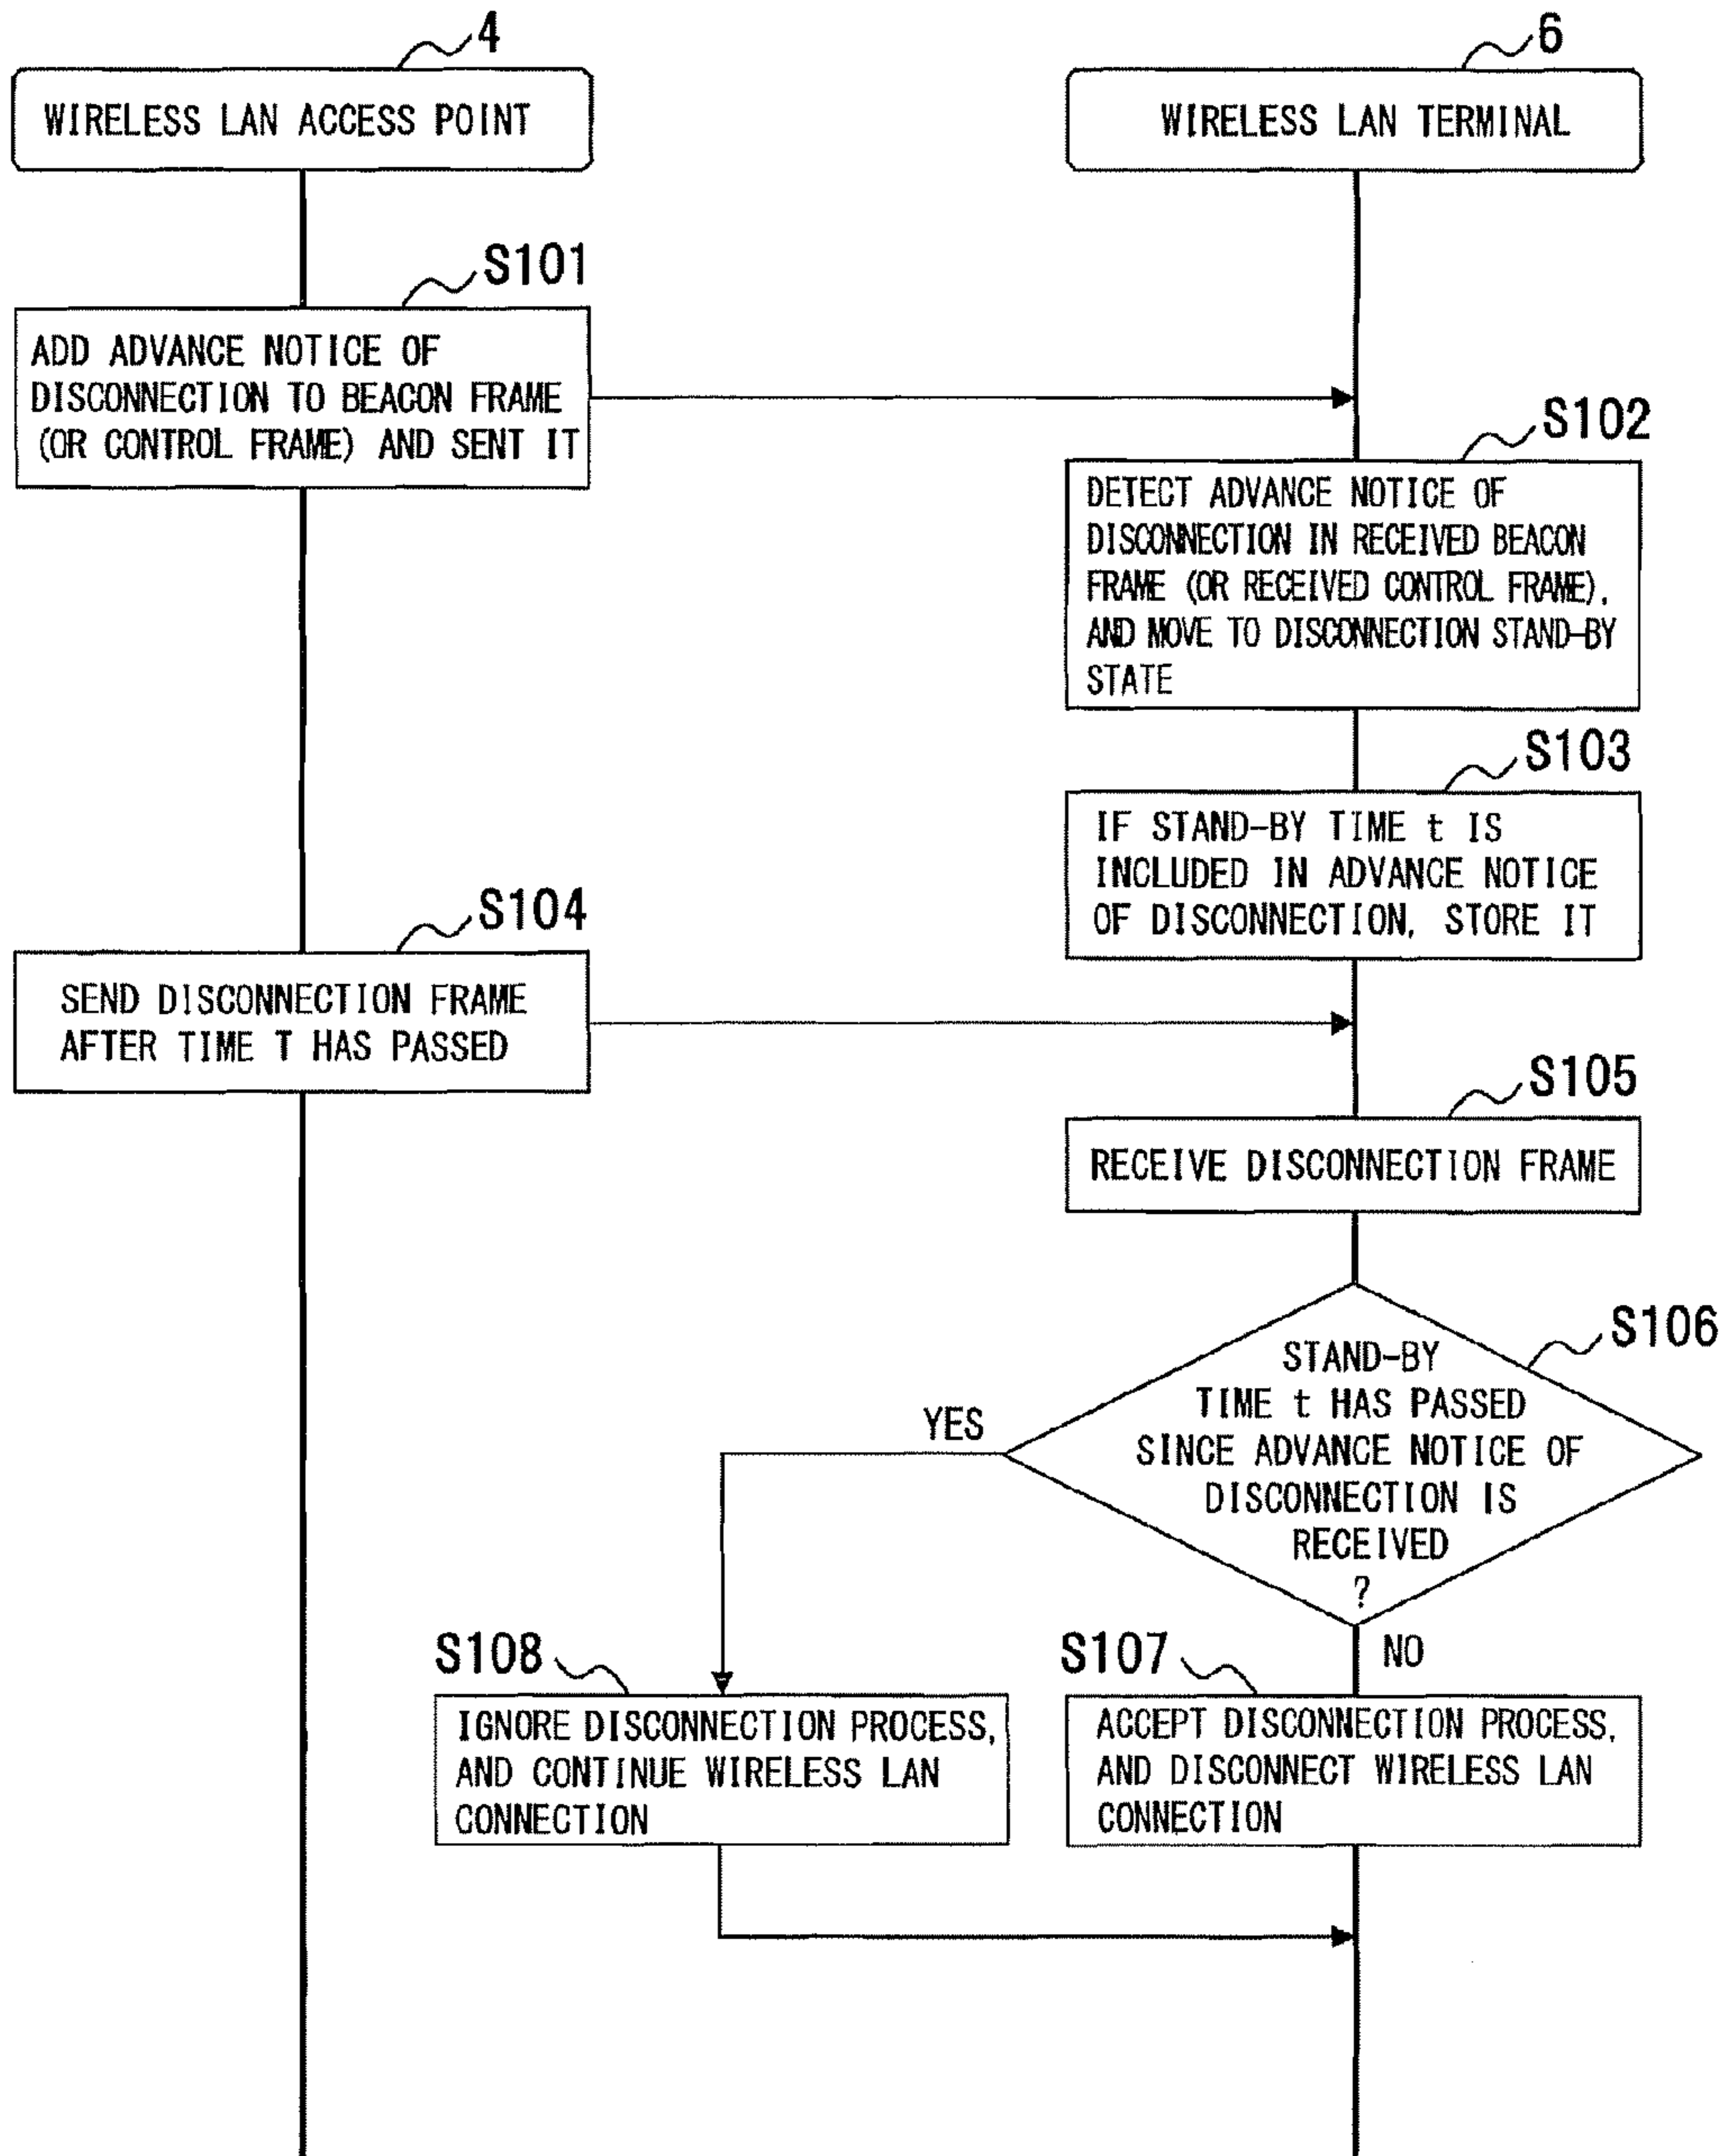 4
WIRELESS LAN ACCESS POINT
6
WIRELESS LAN TERMINAL
S101
ADD ADVANCE NOTICE OF
DISCONNECTION TO BEACON FRAME
(OR CONTROL FRAME) AND SENT IT
S102
DETECT ADVANCE NOTICE OF
DISCONNECTION IN RECEIVED BEACON
FRAME (OR RECEIVED CONTROL FRAME),
AND MOVE TO DISCONNECTION STAND-BY
STATE
S103
IF STAND-BY TIME t IS
INCLUDED IN ADVANCE NOTICE
OF DISCONNECTION, STORE IT
S104
SEND DISCONNECTION FRAME
AFTER TIME T HAS PASSED
S105
RECEIVE DISCONNECTION FRAME
S106
STAND-BY
TIME t HAS PASSED
SINCE ADVANCE NOTICE OF
DISCONNECTION IS
RECEIVED
?
YES
NO
S108
IGNORE DISCONNECTION PROCESS,
AND CONTINUE WIRELESS LAN
CONNECTION
S107
ACCEPT DISCONNECTION PROCESS,
AND DISCONNECT WIRELESS LAN
CONNECTION